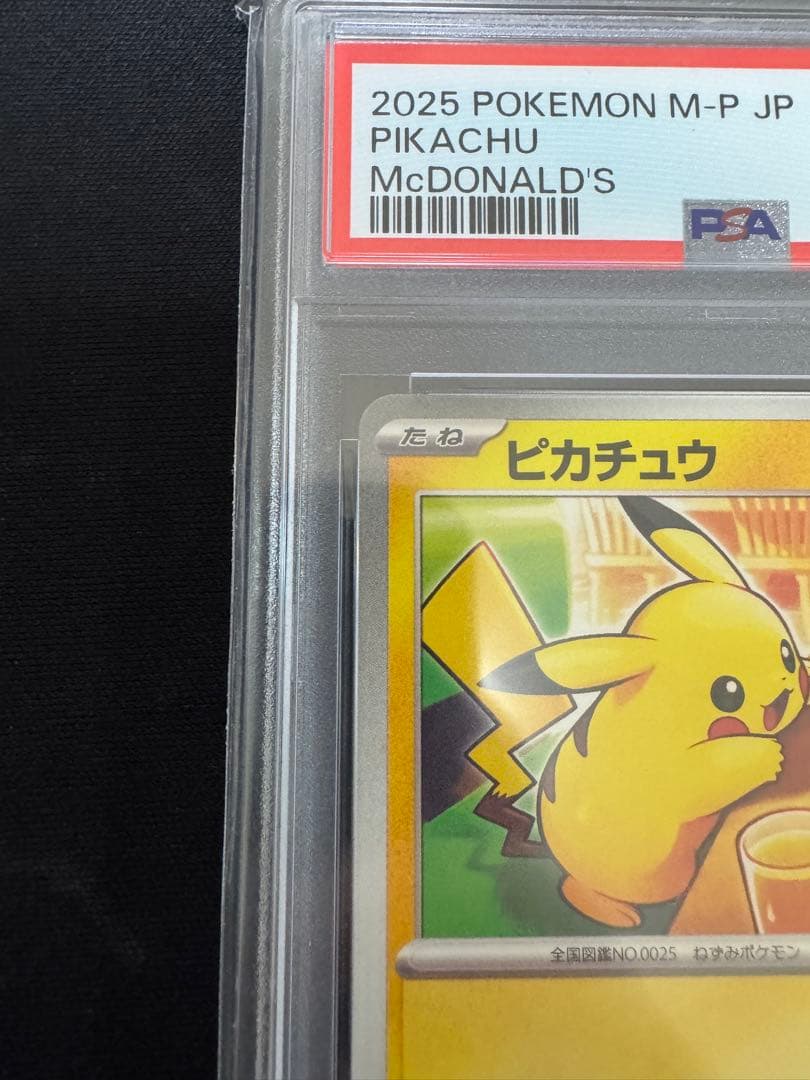 2025 POKEMON M-P JP
PIKACHU
McDONALD'S
PSA
たね
ピカチュウ
全国図鑑NO.0025 ねずみポケモン